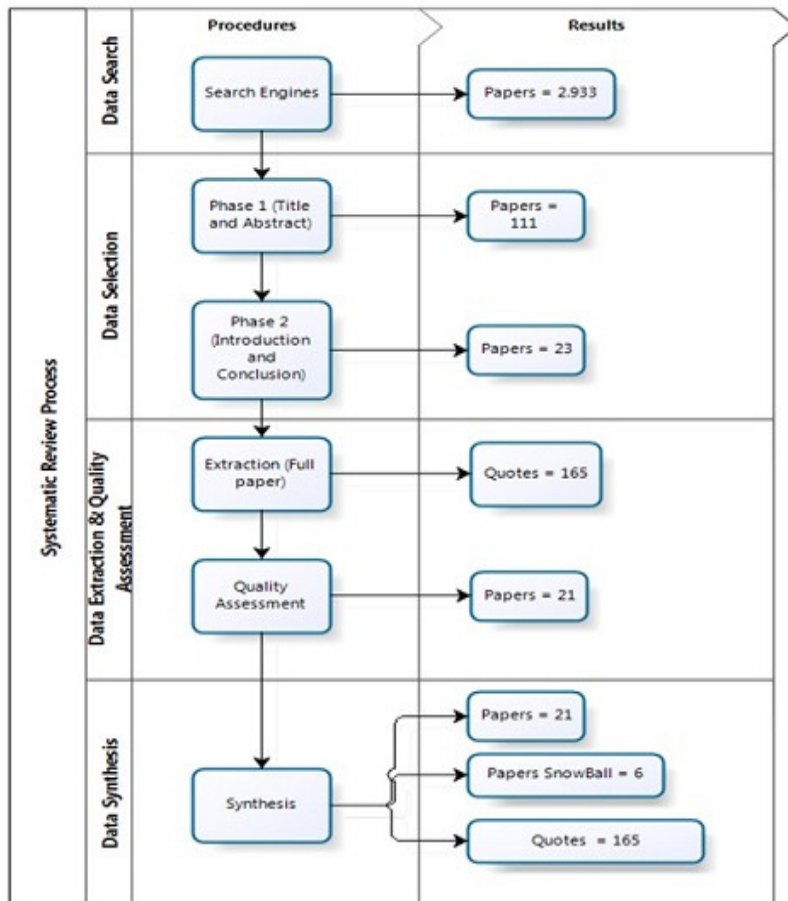 Procedures
Results
Systematic Review Process
Data Search
Search Engines
Papers = 2.933
Data Selection
Phase 1 (Title
and Abstract)
Papers =
111
Phase 2
(Introduction
and
Conclusion)
Papers = 23
Data Extraction & Quality
Assessment
Extraction (Full
paper)
Quotes = 165
Quality
Assessment
Papers = 21
Data Synthesis
Synthesis
Papers = 21
Papers SnowBall = 6
Quotes = 165